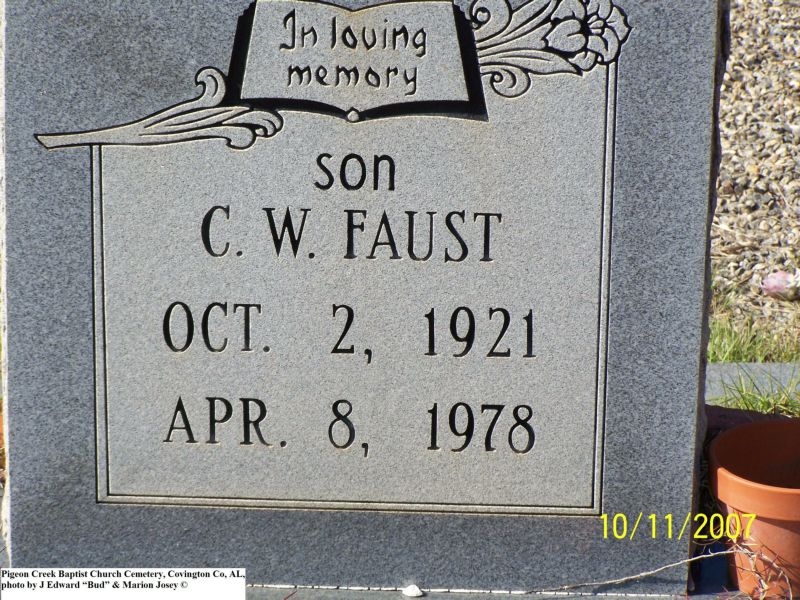 In loving
memory
son
C. W. FAUST
OCT. 2, 1921
APR. 8, 1978
10/11/2007
Pigeon Creek Baptist Church Cemetery, Covington Co, AL,
photo by J Edward “Bud” & Marion Josey ©